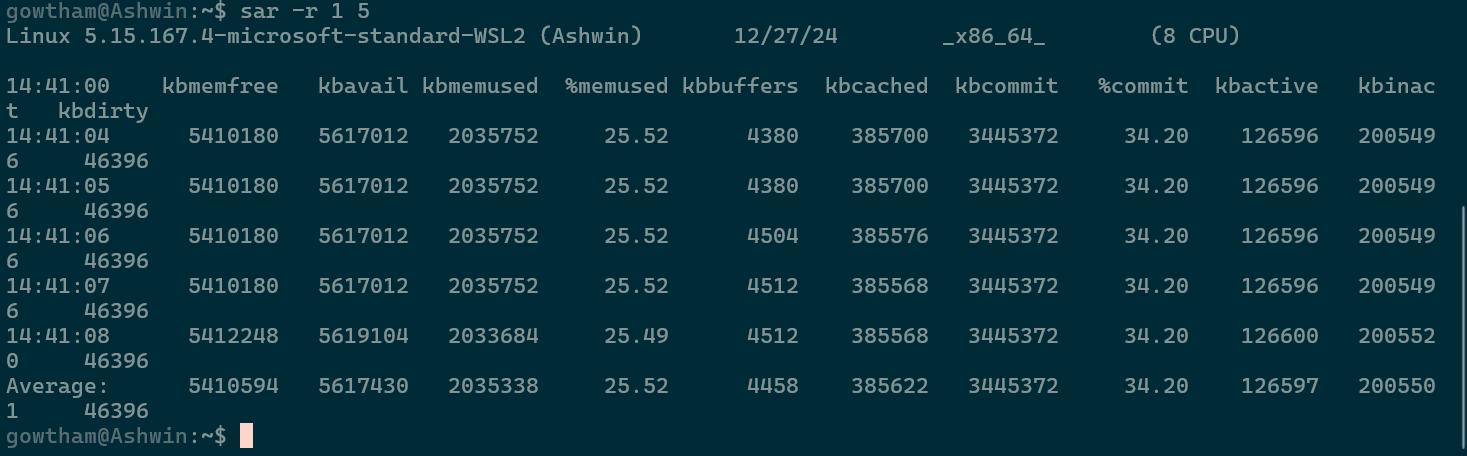 gowtham@Ashwin:~$ sar -r 1 5
Linux 5.15.167.4-microsoft-standard-WSL2 (Ashwin)       12/27/24        _x86_64_        (8 CPU)
14:41:00    kbmemfree   kbavail kbmemused  %memused kbbuffers  kbcached  kbcommit   %commit  kbactive   kbinac
t   kbdirty
14:41:04      5410180   5617012   2035752     25.52      4380    385700   3445372     34.20    126596   200549
6     46396
14:41:05      5410180   5617012   2035752     25.52      4380    385700   3445372     34.20    126596   200549
6     46396
14:41:06      5410180   5617012   2035752     25.52      4504    385576   3445372     34.20    126596   200549
6     46396
14:41:07      5410180   5617012   2035752     25.52      4512    385568   3445372     34.20    126596   200549
6     46396
14:41:08      5412248   5619104   2033684     25.49      4512    385568   3445372     34.20    126600   200552
0     46396
Average:      5410594   5617430   2035338     25.52      4458    385622   3445372     34.20    126597   200550
1     46396
gowtham@Ashwin:~$